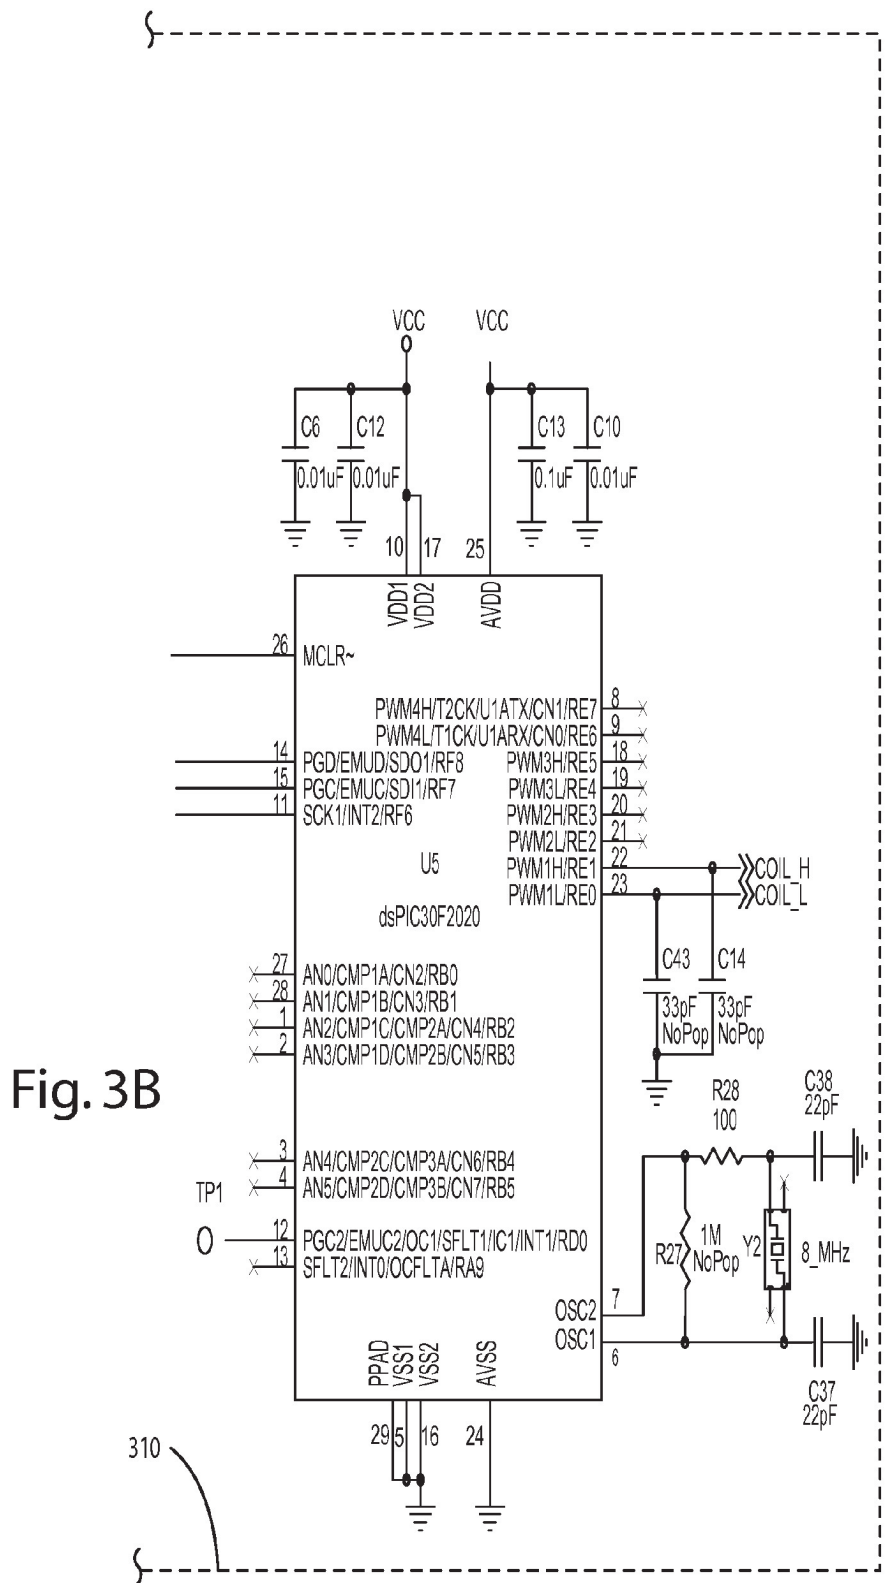 VCC VCC
C6 C12 C13 C10
0.01uF 0.01uF 0.1uF 0.01uF
10 17 25
VDD1 VDD2 AVDD
26 MCLR~
PWM4H/T2CK/U1ATX/CN1/RE7 8
PWM4L/T1CK/U1ARX/CN0/RE6 9
14 PGD/EMUD/SDO1/RF8 PWM3H/RE5 18
15 PGC/EMUC/SDI1/RF7 PWM3L/RE4 19
11 SCK1/INT2/RF6 PWM2H/RE3 20
PWM2L/RE2 21
U5 PWM1H/RE1 22 COIL_H
PWM1L/RE0 23 COIL_L
dsPIC30F2020
C43 C14
33pF 33pF
NoPop NoPop
27 AN0/CMP1A/CN2/RB0
28 AN1/CMP1B/CN3/RB1
1 AN2/CMP1C/CMP2A/CN4/RB2
2 AN3/CMP1D/CMP2B/CN5/RB3
Fig. 3B
R28 C38
100 22pF
3 AN4/CMP2C/CMP3A/CN6/RB4
4 AN5/CMP2D/CMP3B/CN7/RB5
TP1
12 PGC2/EMUC2/OC1/SFLT1/IC1/INT1/RD0
13 SFLT2/INT0/OCFLTA/RA9
R27 1M NoPop Y2 8_MHz
OSC2 7
OSC1 6
PPAD VSS1 VSS2 AVSS
C37
22pF
29 5 16 24
310